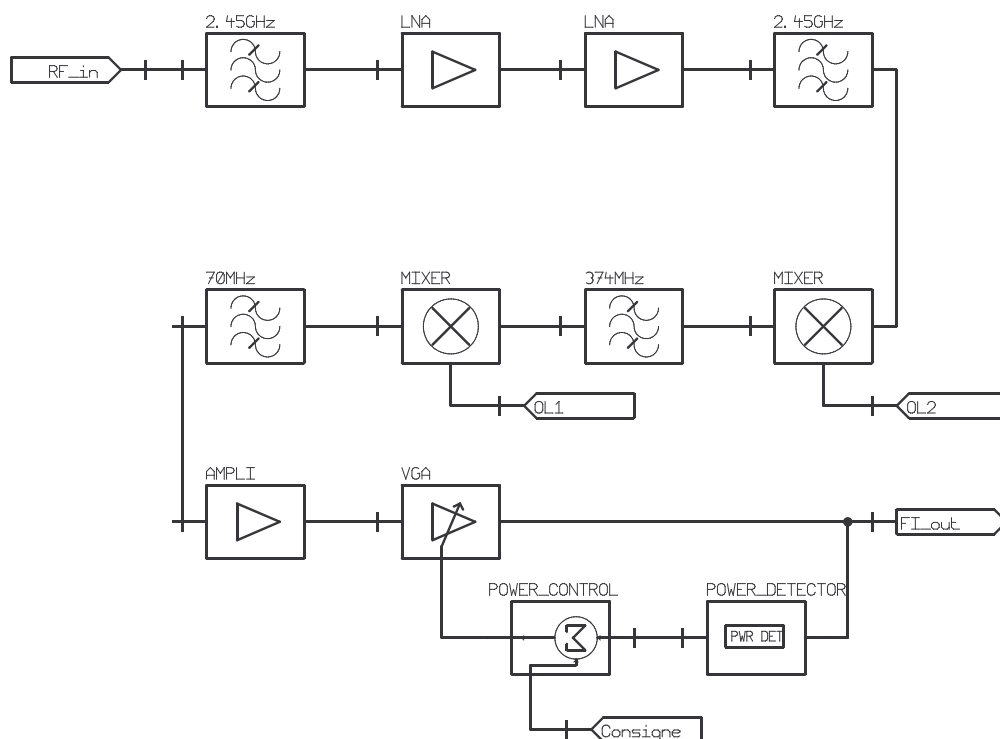 2.45GHz LNA LNA 2.45GHz
RF_in
70MHz MIXER 374MHz MIXER
OL1 OL2
AMPLI VGA
FI_out
POWER_CONTROL POWER_DETECTOR
PWR DET
Consigne